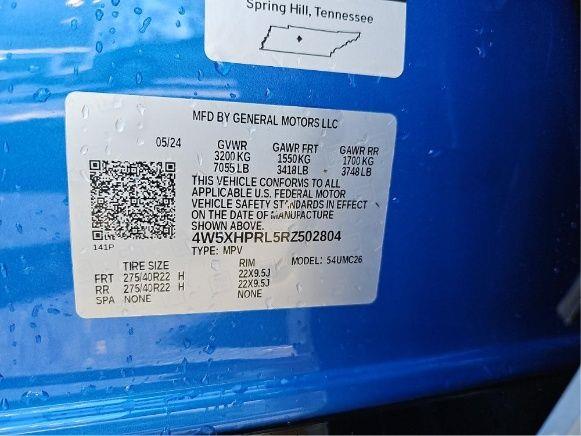 Spring Hill, Tennessee
MFD BY GENERAL MOTORS LLC
05/24 GVWR GAWR FRT GAWR RR
3200 KG 1550KG 1700 KG
7055 LB 3418LB 3748 LB
THIS VEHICLE CONFORMS TO ALL
APPLICABLE U.S. FEDERAL MOTOR
VEHICLE SAFETY STANDARDS IN EFFECT
ON THE DATE OF MANUFACTURE
SHOWN ABOVE.
4W5XHPRL5RZ502804
141P
TYPE: MPV
TIRE SIZE RIM MODEL: 54UMC26
FRT 275/40R22 H 22X9.5J
RR 275/40R22 H 22X9.5J
SPA NONE NONE